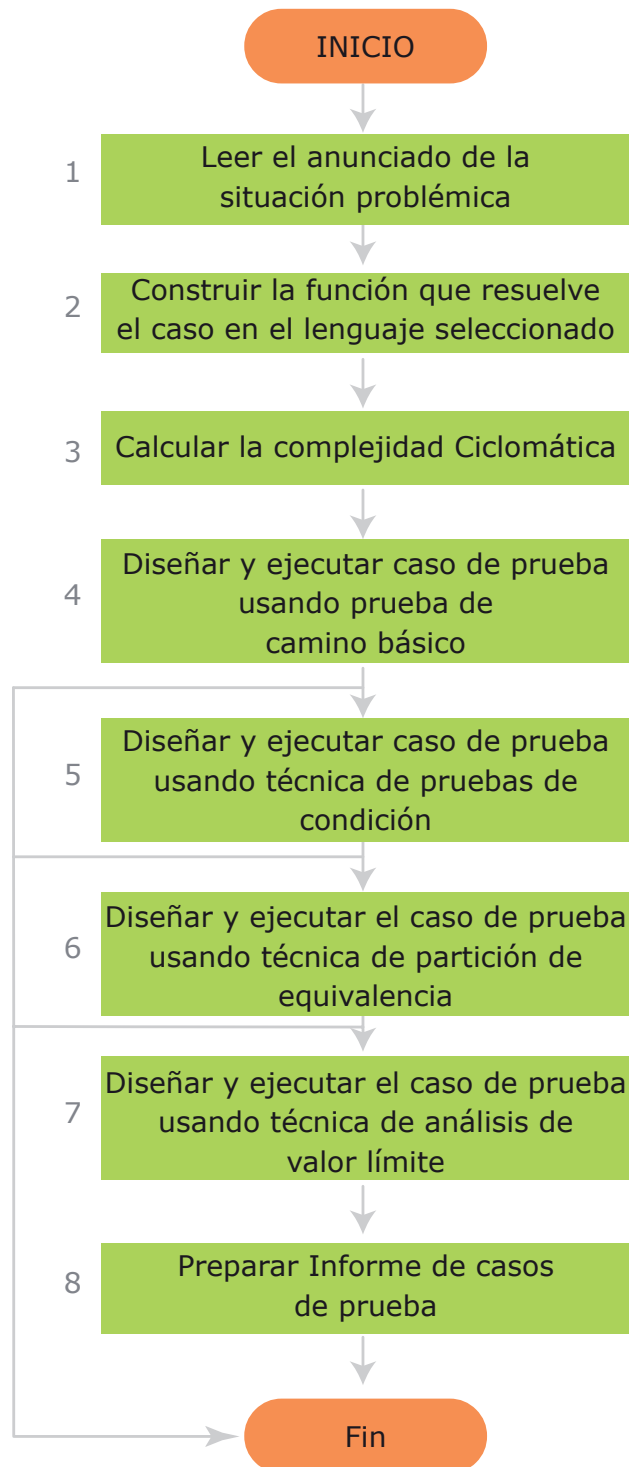 INICIO
1
Leer el anunciado de la
situación problémica
2
Construir la función que resuelve
el caso en el lenguaje seleccionado
3
Calcular la complejidad Ciclomática
4
Diseñar y ejecutar caso de prueba
usando prueba de
camino básico
5
Diseñar y ejecutar caso de prueba
usando técnica de pruebas de
condición
6
Diseñar y ejecutar el caso de prueba
usando técnica de partición de
equivalencia
7
Diseñar y ejecutar el caso de prueba
usando técnica de análisis de
valor límite
8
Preparar Informe de casos
de prueba
Fin